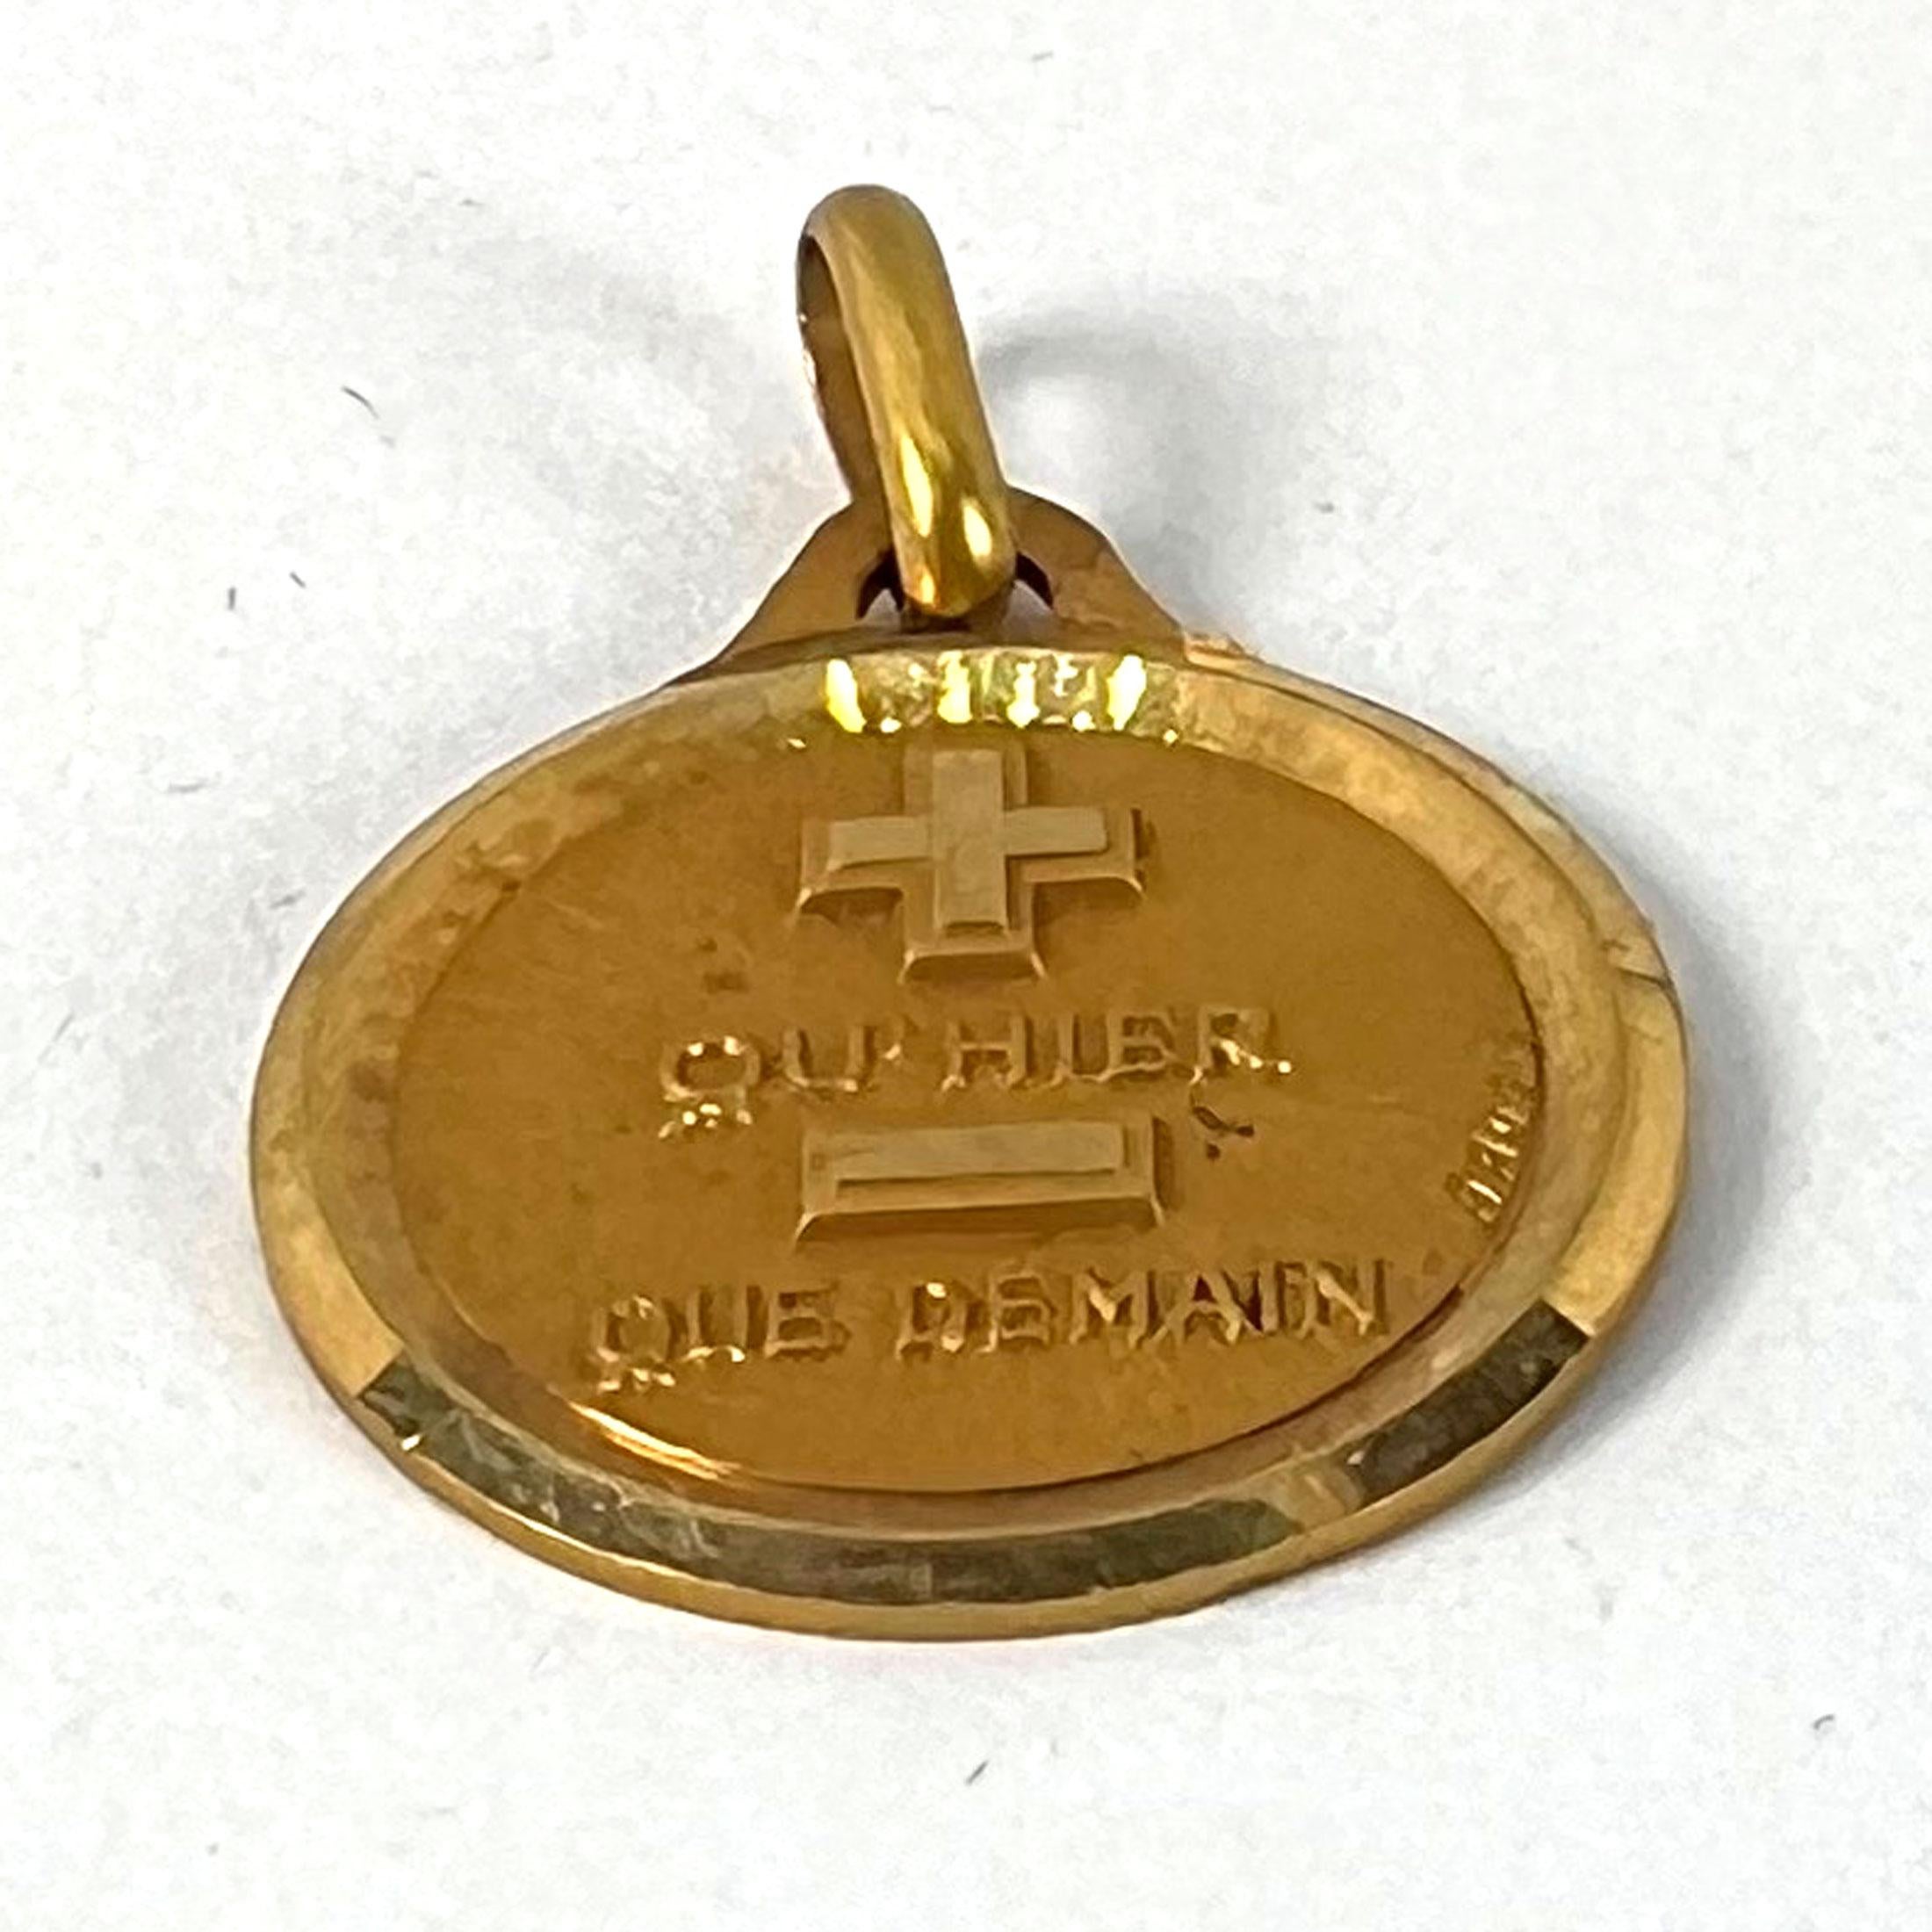 +
QU'HIER
-
QUE DEMAIN